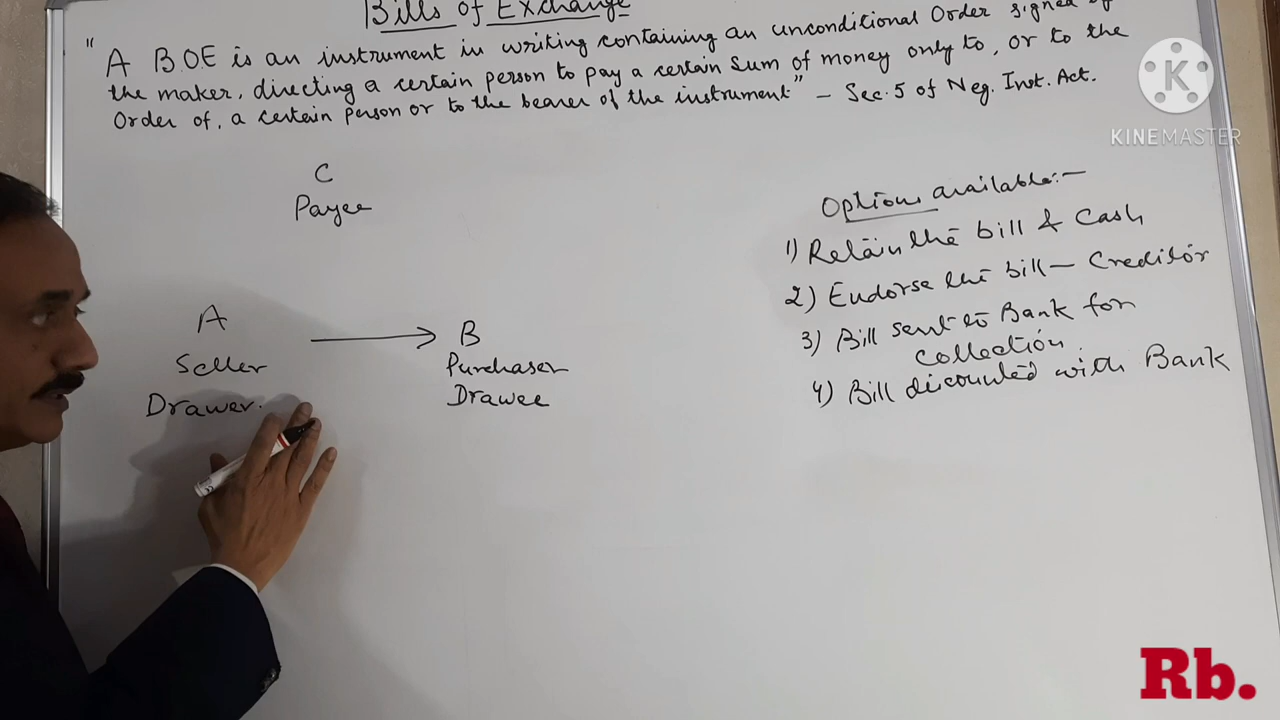 Bills of Exchange
" A B.OE is an instrument in writing containing an unconditional Order signed by
the maker, directing a certain person to pay a certain Sum of money only to, or to the
Order of, a certain person or to the bearer of the instrument" - Sec. 5 of Neg. Inst. Act.
K
KINEMASTER
C
Payee
A
Seller
Drawer.
B
Purchaser
Drawee
Options available:-
1) Retain the bill & Cash
2) Endorse the bill - Creditor
3) Bill sent to Bank for
Collection.
4) Bill discounted with Bank
Rb.